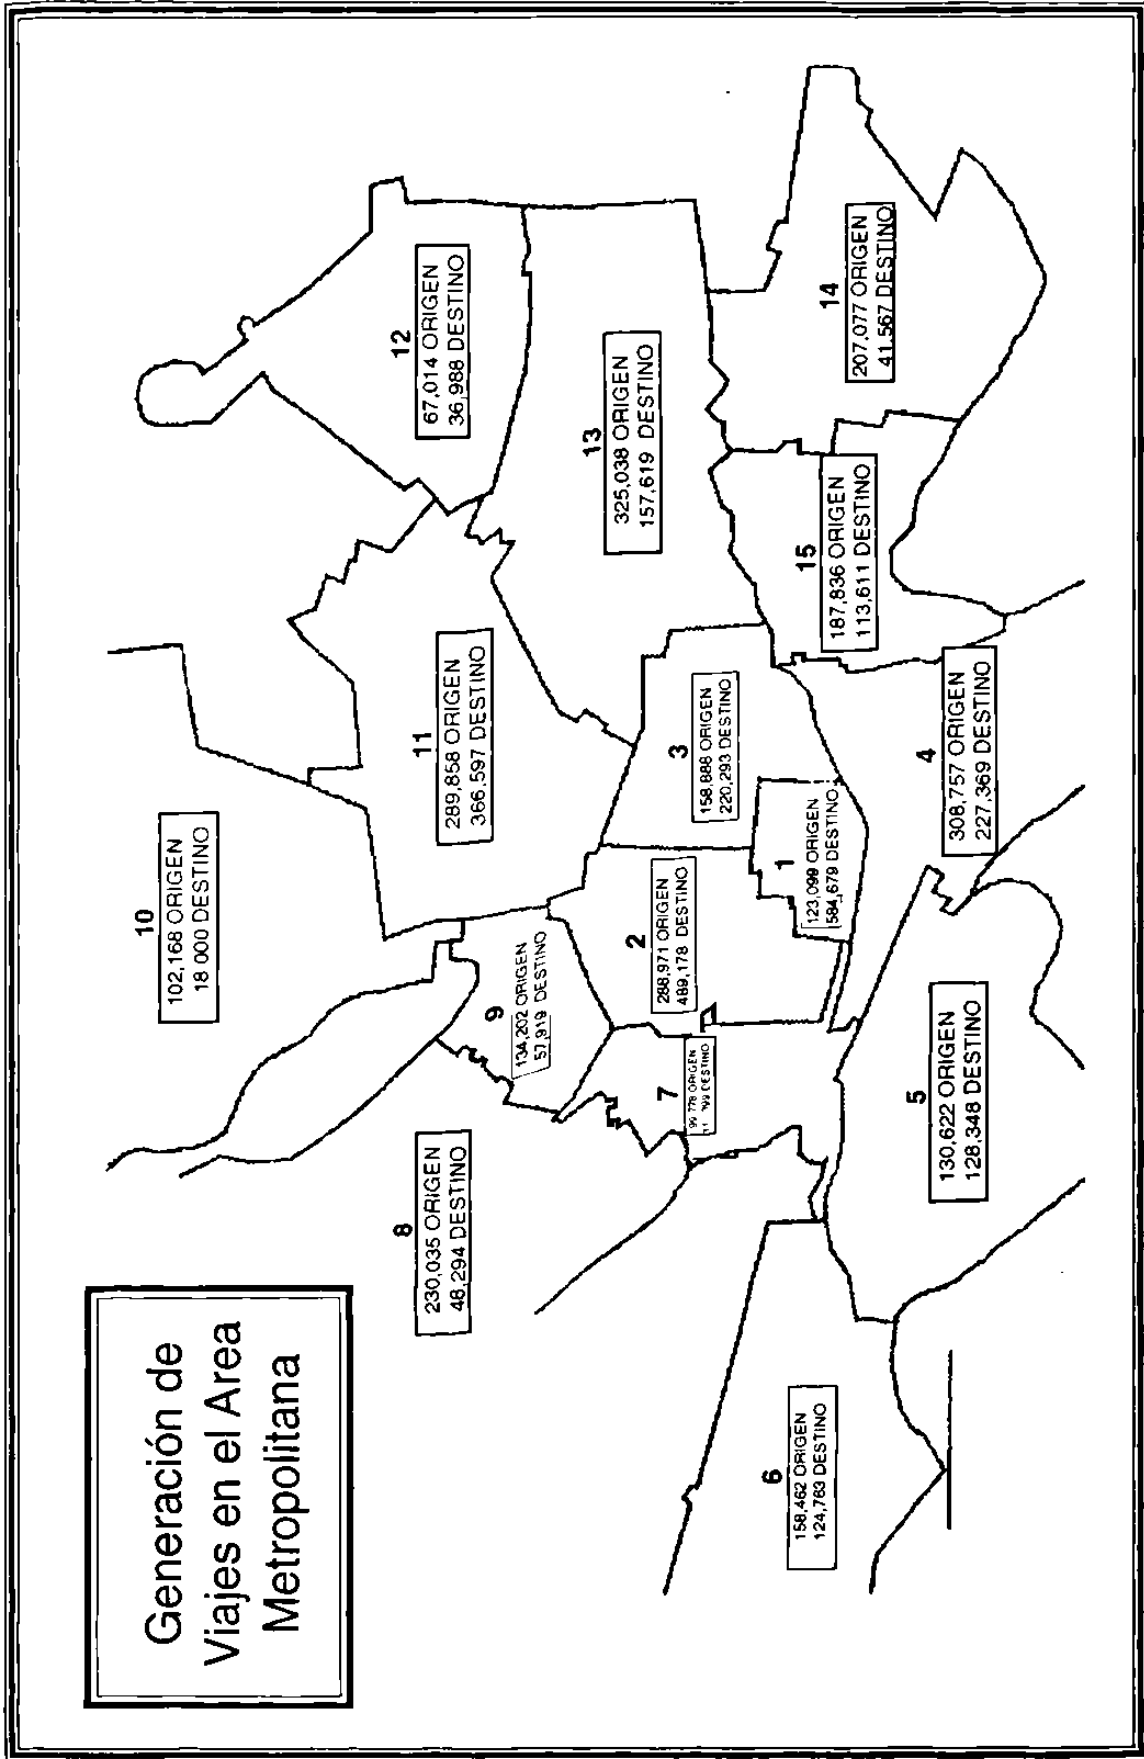 Generación de
Viajes en el Area
Metropolitana
10
102,168 ORIGEN
18 000 DESTINO
12
67,014 ORIGEN
36,988 DESTINO
11
289,858 ORIGEN
366,597 DESTINO
8
230,035 ORIGEN
48,294 DESTINO
9
134,202 ORIGEN
57,919 DESTINO
13
325,038 ORIGEN
157,619 DESTINO
2
288,971 ORIGEN
489,178 DESTINO
7
99,778 ORIGEN
DESTINO
3
158,888 ORIGEN
220,293 DESTINO
1
123,099 ORIGEN
584,679 DESTINO
6
158,462 ORIGEN
124,763 DESTINO
15
187,836 ORIGEN
113,611 DESTINO
14
207,077 ORIGEN
41,567 DESTINO
5
130,622 ORIGEN
128,348 DESTINO
4
308,757 ORIGEN
227,369 DESTINO